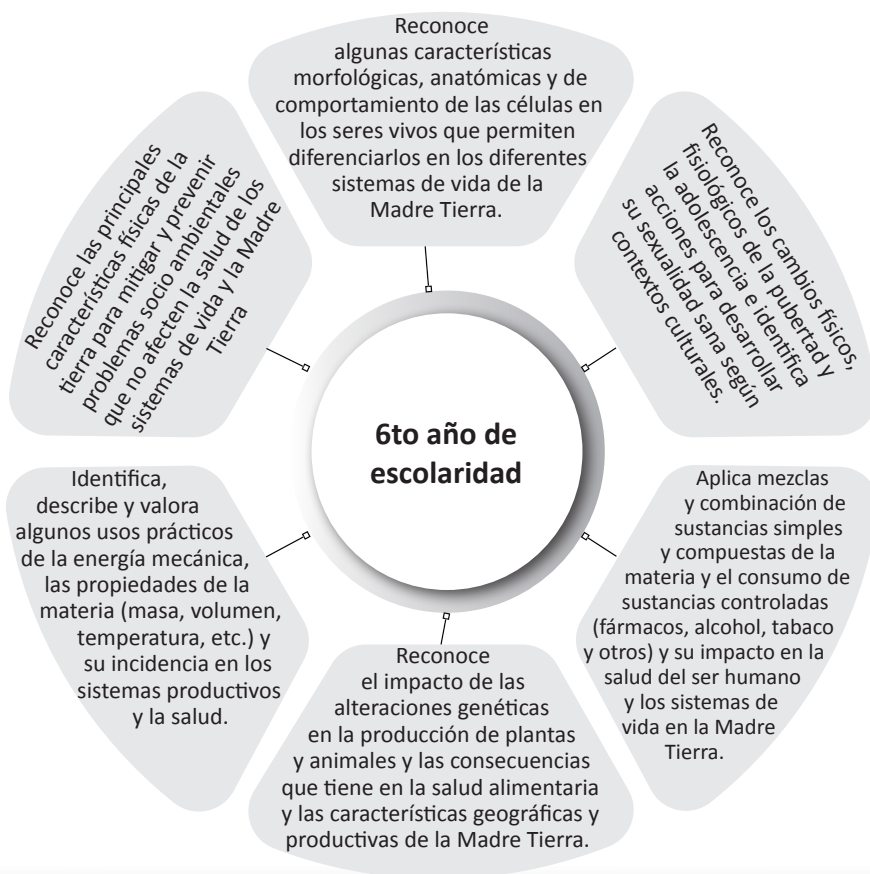 Reconoce
algunas características
morfológicas, anatómicas y de
comportamiento de las células en
los seres vivos que permiten
diferenciarlos en los diferentes
sistemas de vida de la
Madre Tierra.
Reconoce los cambios físicos,
fisiológicos de la pubertad y
la adolescencia e identifica
acciones para desarrollar
su sexualidad sana según
contextos culturales.
Aplica mezclas
y combinación de
sustancias simples
y compuestas de la
materia y el consumo de
sustancias controladas
(fármacos, alcohol, tabaco
y otros) y su impacto en la
salud del ser humano
y los sistemas de
vida en la Madre
Tierra.
Reconoce
el impacto de las
alteraciones genéticas
en la producción de plantas
y animales y las consecuencias
que tiene en la salud alimentaria
y las características geográficas y
productivas de la Madre Tierra.
Identifica,
describe y valora
algunos usos prácticos
de la energía mecánica,
las propiedades de la
materia (masa, volumen,
temperatura, etc.) y
su incidencia en los
sistemas productivos
y la salud.
Reconoce las principales
características físicas de la
tierra para mitigar y prevenir
problemas socio ambientales
que no afecten la salud de los
sistemas de vida y la Madre
Tierra
6to año de
escolaridad